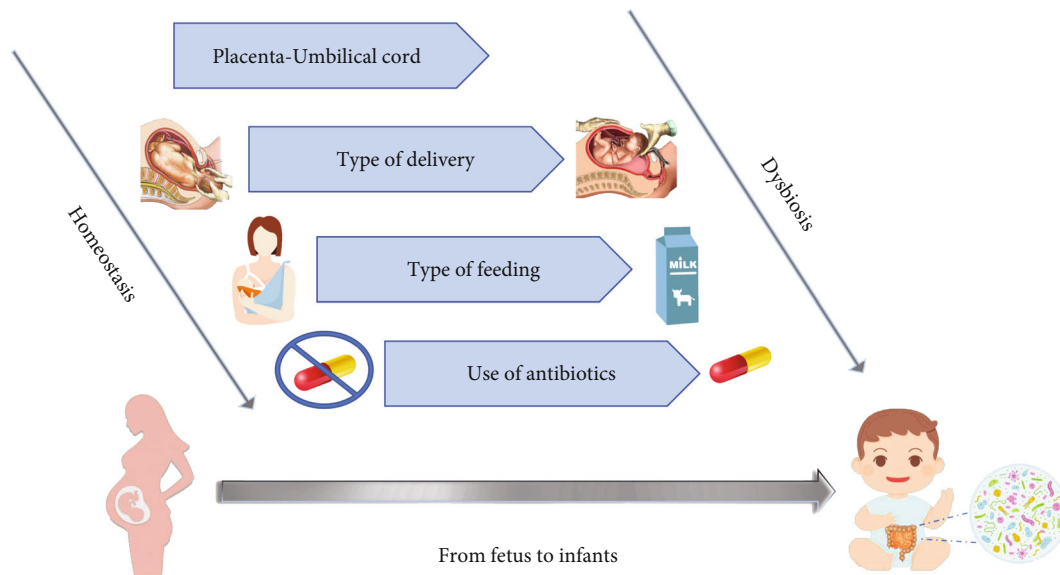 Placenta-Umbilical cord
Type of delivery
Homeostasis
Dysbiosis
Type of feeding
MiLK
Use of antibiotics
From fetus to infants